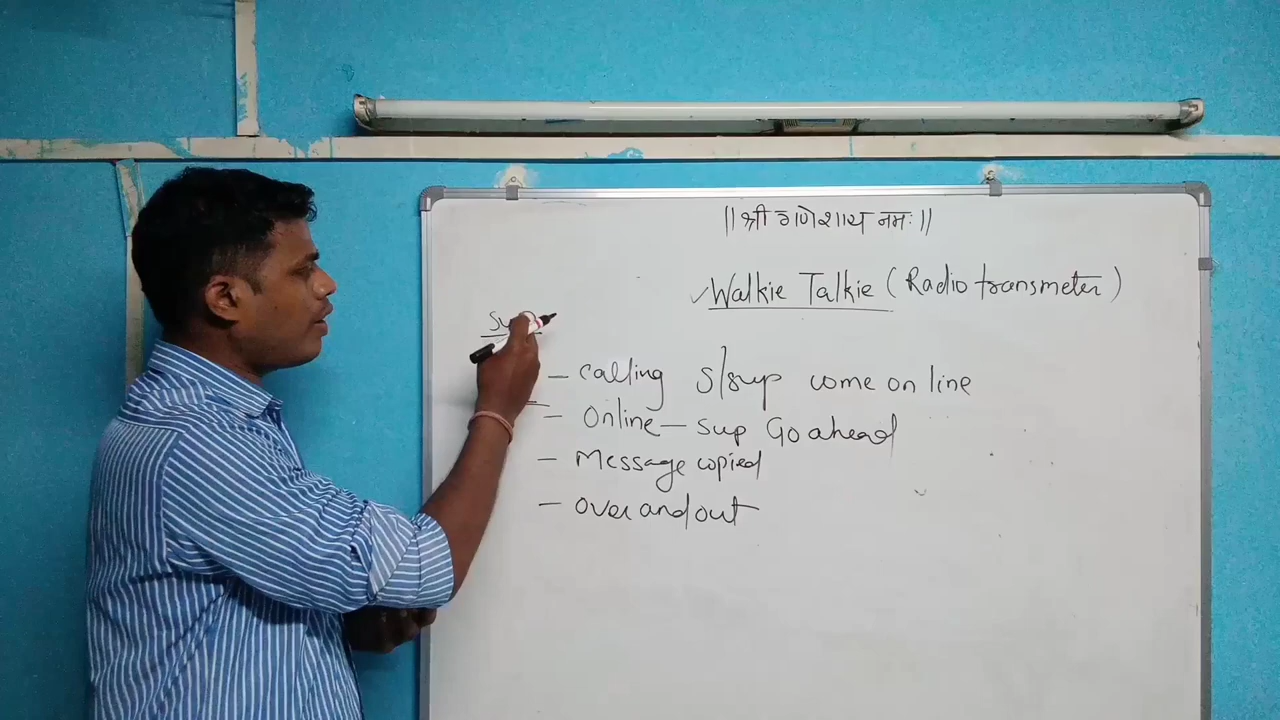 ||श्री गणेशाय नमः||
Walkie Talkie (Radio transmeter)
- calling S/sup come on line
- Online - sup Go ahead
- Message copied
- over and out